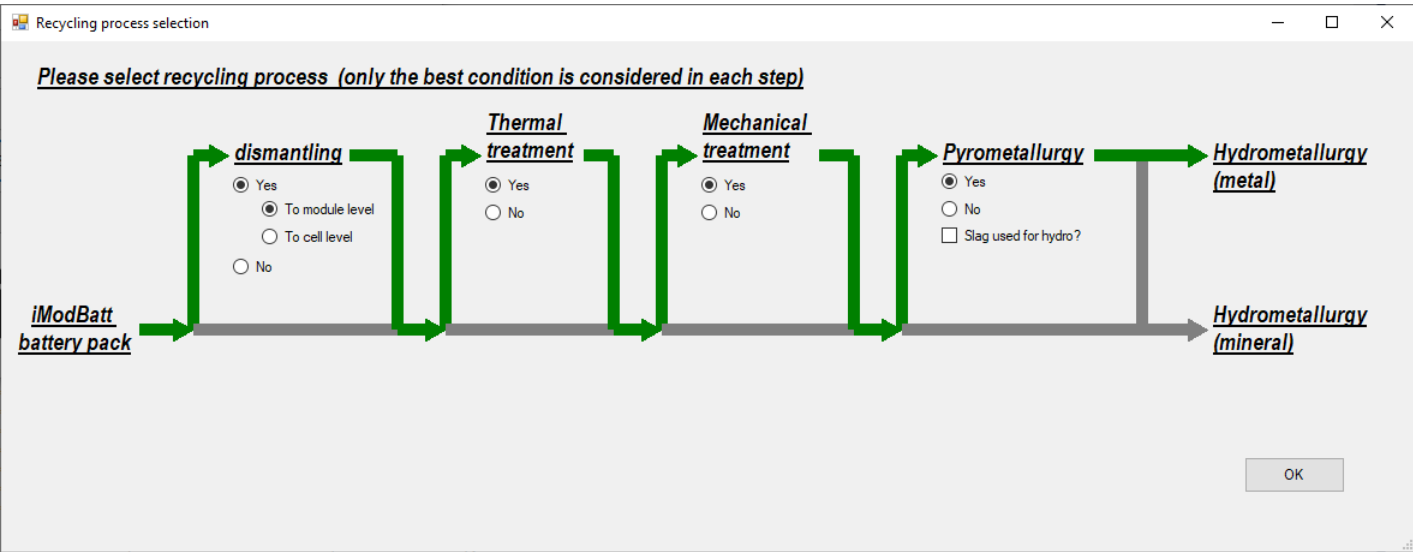 Recycling process selection
Please select recycling process  (only the best condition is considered in each step)
dismantling
Yes
To module level
To cell level
No
Thermal
treatment
Yes
No
Mechanical
treatment
Yes
No
Pyrometallurgy
Yes
No
Slag used for hydro?
Hydrometallurgy
(metal)
iModBatt
battery pack
Hydrometallurgy
(mineral)
OK